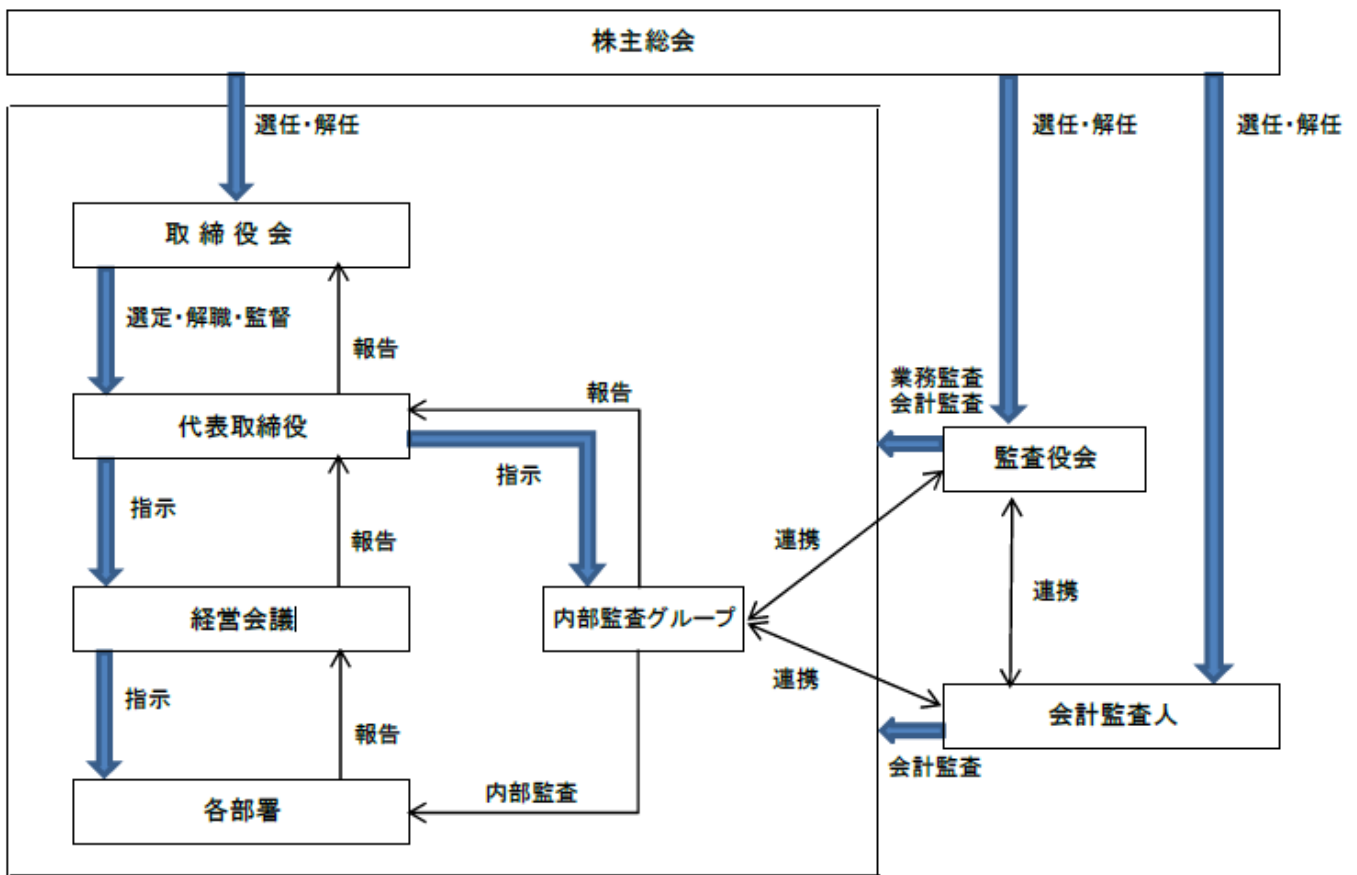 株主総会
選任・解任
選任・解任
選任・解任
取締役会
選定・解職・監督
報告
業務監査
会計監査
報告
代表取締役
監査役会
指示
指示
報告
連携
経営会議
内部監査グループ
連携
指示
連携
会計監査人
報告
会計監査
内部監査
各部署